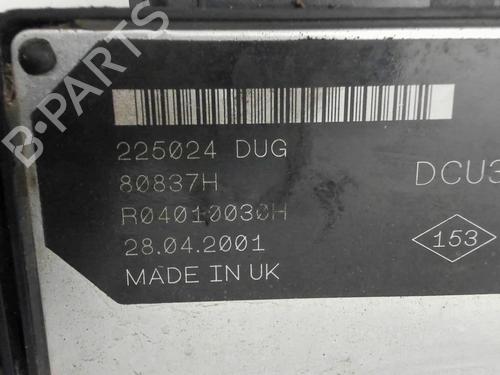 B-PARTS
225024 DUG
80837H
DCU3
R04010030H
28.04.2001
153
MADE IN UK